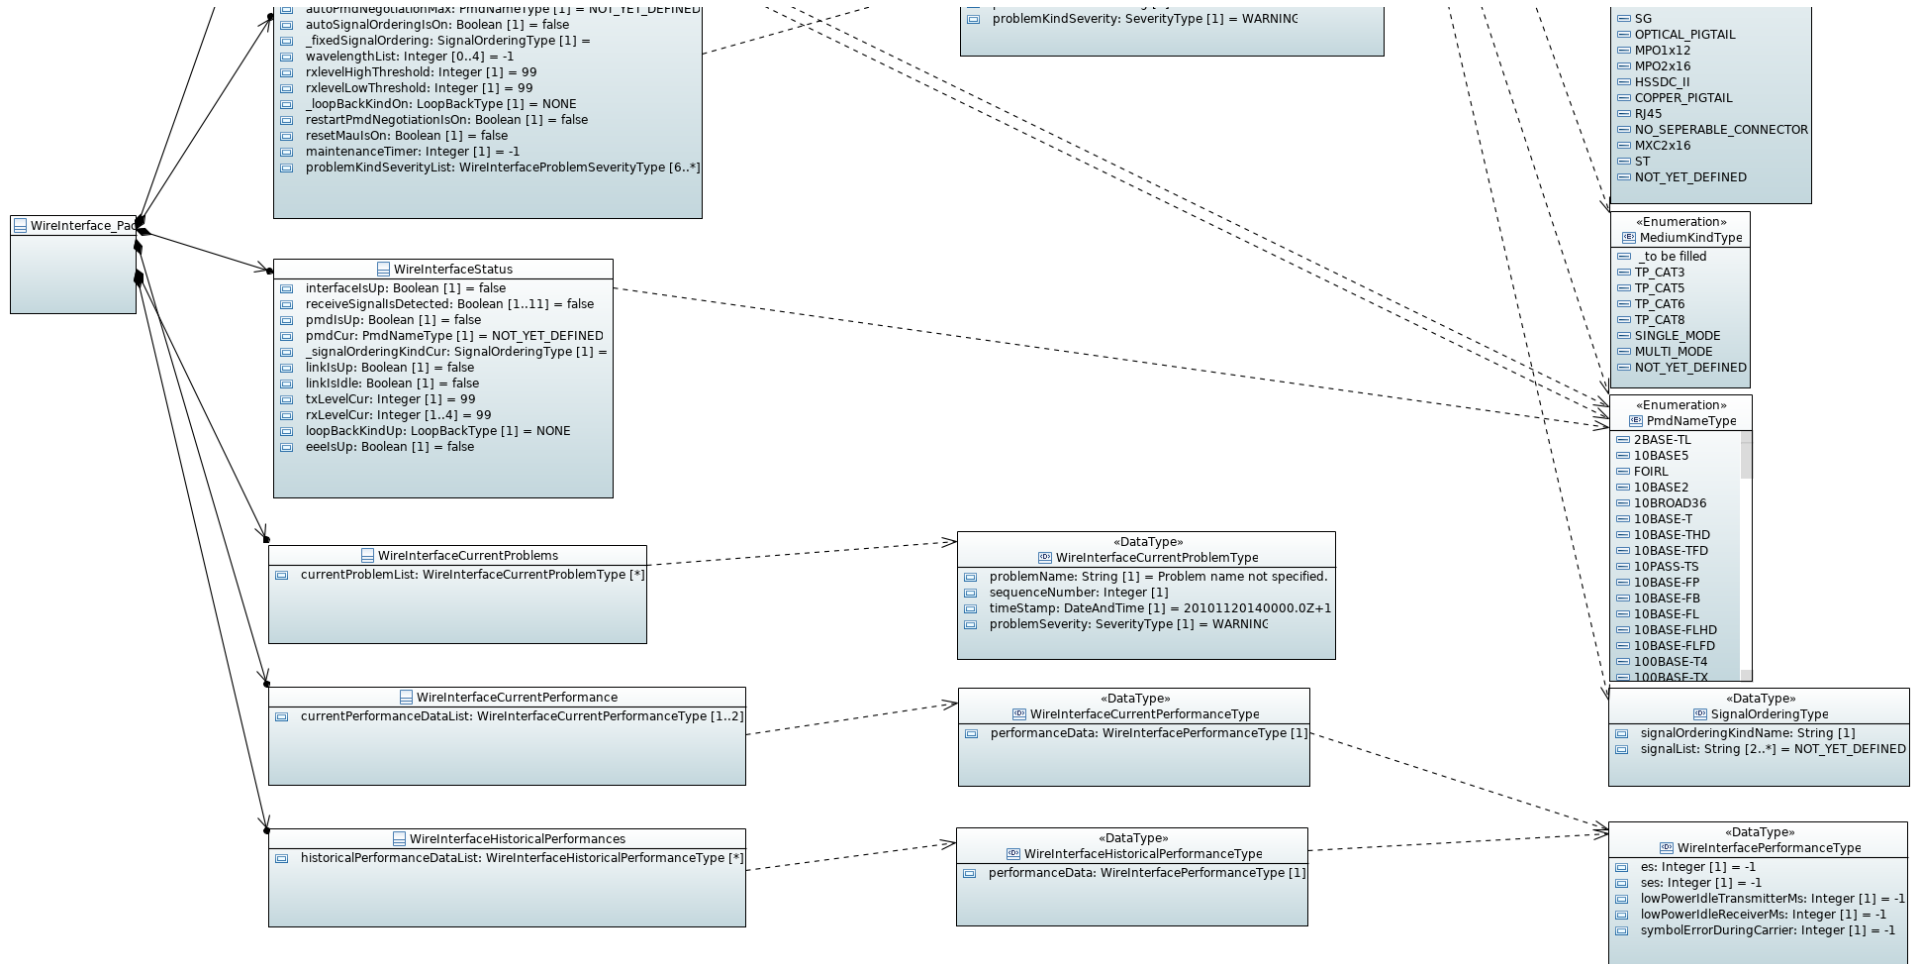 autoPmdNegotiationMax: PmdNameType [1] = NOT_YET_DEFINED
autoSignalOrderingIsOn: Boolean [1] = false
_fixedSignalOrdering: SignalOrderingType [1] =
wavelengthList: Integer [0..4] = -1
rxlevelHighThreshold: Integer [1] = 99
rxlevelLowThreshold: Integer [1] = 99
_loopBackKindOn: LoopBackType [1] = NONE
restartPmdNegotiationIsOn: Boolean [1] = false
resetMauIsOn: Boolean [1] = false
maintenanceTimer: Integer [1] = -1
problemKindSeverityList: WireInterfaceProblemSeverityType [6..*]
problemKindSeverity: SeverityType [1] = WARNING
SG
OPTICAL_PIGTAIL
MPO1x12
MPO2x16
HSSDC_II
COPPER_PIGTAIL
RJ45
NO_SEPERABLE_CONNECTOR
MXC2x16
ST
NOT_YET_DEFINED
WireInterface_Pac
«Enumeration»
MediumKindType
_to be filled
TP_CAT3
TP_CAT5
TP_CAT6
TP_CAT8
SINGLE_MODE
MULTI_MODE
NOT_YET_DEFINED
WireInterfaceStatus
interfaceIsUp: Boolean [1] = false
receiveSignalIsDetected: Boolean [1..11] = false
pmdIsUp: Boolean [1] = false
pmdCur: PmdNameType [1] = NOT_YET_DEFINED
_signalOrderingKindCur: SignalOrderingType [1] =
linkIsUp: Boolean [1] = false
linkIsIdle: Boolean [1] = false
txLevelCur: Integer [1] = 99
rxLevelCur: Integer [1..4] = 99
loopBackKindUp: LoopBackType [1] = NONE
eeeIsUp: Boolean [1] = false
«Enumeration»
PmdNameType
2BASE-TL
10BASE5
FOIRL
10BASE2
10BROAD36
10BASE-T
10BASE-THD
10BASE-TFD
10PASS-TS
10BASE-FP
10BASE-FB
10BASE-FL
10BASE-FLHD
10BASE-FLFD
100BASE-T4
100BASE-TX
WireInterfaceCurrentProblems
currentProblemList: WireInterfaceCurrentProblemType [*]
«DataType»
WireInterfaceCurrentProblemType
problemName: String [1] = Problem name not specified.
sequenceNumber: Integer [1]
timeStamp: DateAndTime [1] = 20101120140000.0Z+1
problemSeverity: SeverityType [1] = WARNING
WireInterfaceCurrentPerformance
currentPerformanceDataList: WireInterfaceCurrentPerformanceType [1..2]
«DataType»
WireInterfaceCurrentPerformanceType
performanceData: WireInterfacePerformanceType [1]
«DataType»
SignalOrderingType
signalOrderingKindName: String [1]
signalList: String [2..*] = NOT_YET_DEFINED
WireInterfaceHistoricalPerformances
historicalPerformanceDataList: WireInterfaceHistoricalPerformanceType [*]
«DataType»
WireInterfaceHistoricalPerformanceType
performanceData: WireInterfacePerformanceType [1]
«DataType»
WireInterfacePerformanceType
es: Integer [1] = -1
ses: Integer [1] = -1
lowPowerIdleTransmitterMs: Integer [1] = -1
lowPowerIdleReceiverMs: Integer [1] = -1
symbolErrorDuringCarrier: Integer [1] = -1